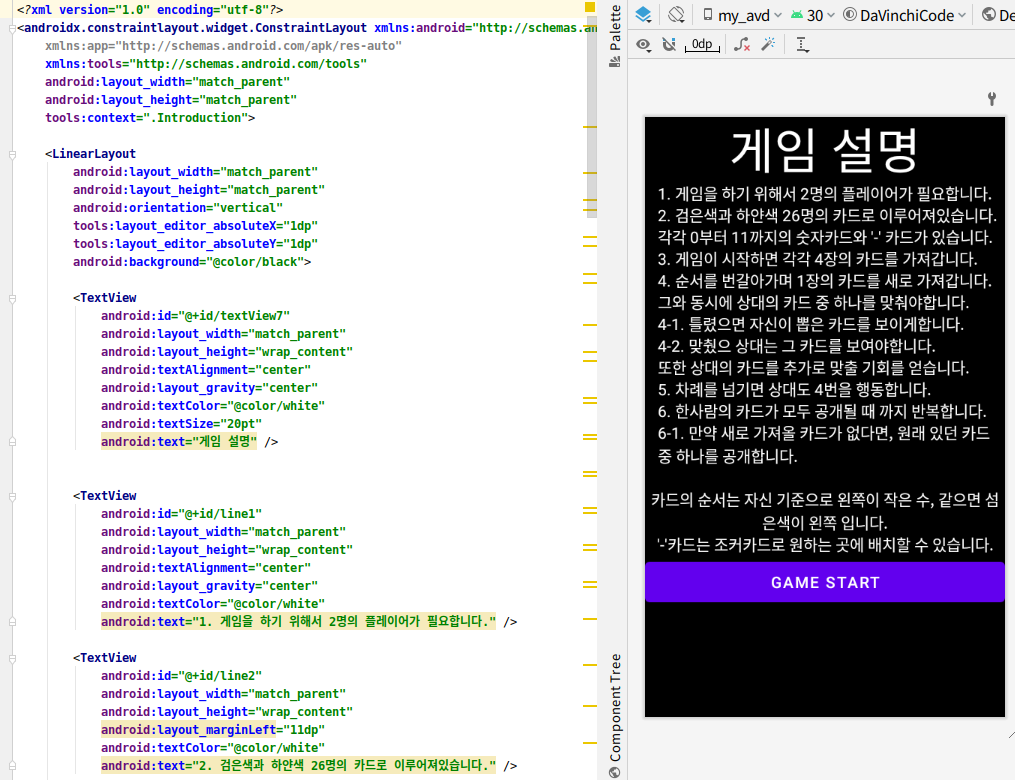 <?xml version="1.0" encoding="utf-8"?>
<androidx.constraintlayout.widget.ConstraintLayout xmlns:android="http://schemas.an
xmlns:app="http://schemas.android.com/apk/res-auto"
xmlns:tools="http://schemas.android.com/tools"
android:layout_width="match_parent"
android:layout_height="match_parent"
tools:context=".Introduction">
<LinearLayout
android:layout_width="match_parent"
android:layout_height="match_parent"
android:orientation="vertical"
tools:layout_editor_absoluteX="1dp"
tools:layout_editor_absoluteY="1dp"
android:background="@color/black">
<TextView
android:id="@+id/textView7"
android:layout_width="match_parent"
android:layout_height="wrap_content"
android:textAlignment="center"
android:layout_gravity="center"
android:textColor="@color/white"
android:textSize="20pt"
android:text="게임 설명" />
<TextView
android:id="@+id/line1"
android:layout_width="match_parent"
android:layout_height="wrap_content"
android:textAlignment="center"
android:layout_gravity="center"
android:textColor="@color/white"
android:text="1. 게임을 하기 위해서 2명의 플레이어가 필요합니다." />
<TextView
android:id="@+id/line2"
android:layout_width="match_parent"
android:layout_height="wrap_content"
android:layout_marginLeft="11dp"
android:textColor="@color/white"
android:text="2. 검은색과 하얀색 26명의 카드로 이루어져있습니다." />
Palette
Component Tree
my_avd
30
DaVinchiCode
De
0dp
게임 설명
1. 게임을 하기 위해서 2명의 플레이어가 필요합니다.
2. 검은색과 하얀색 26명의 카드로 이루어져있습니다.
각각 0부터 11까지의 숫자카드와 '-' 카드가 있습니다.
3. 게임이 시작하면 각각 4장의 카드를 가져갑니다.
4. 순서를 번갈아가며 1장의 카드를 새로 가져갑니다.
그와 동시에 상대의 카드 중 하나를 맞춰야합니다.
4-1. 틀렸으면 자신이 뽑은 카드를 보이게합니다.
4-2. 맞췄으 상대는 그 카드를 보여야합니다.
또한 상대의 카드를 추가로 맞출 기회를 얻습니다.
5. 차례를 넘기면 상대도 4번을 행동합니다.
6. 한사람의 카드가 모두 공개될 때 까지 반복합니다.
6-1. 만약 새로 가져올 카드가 없다면, 원래 있던 카드
중 하나를 공개합니다.
카드의 순서는 자신 기준으로 왼쪽이 작은 수, 같으면 섬
은색이 왼쪽 입니다.
'-'카드는 조커카드로 원하는 곳에 배치할 수 있습니다.
GAME START